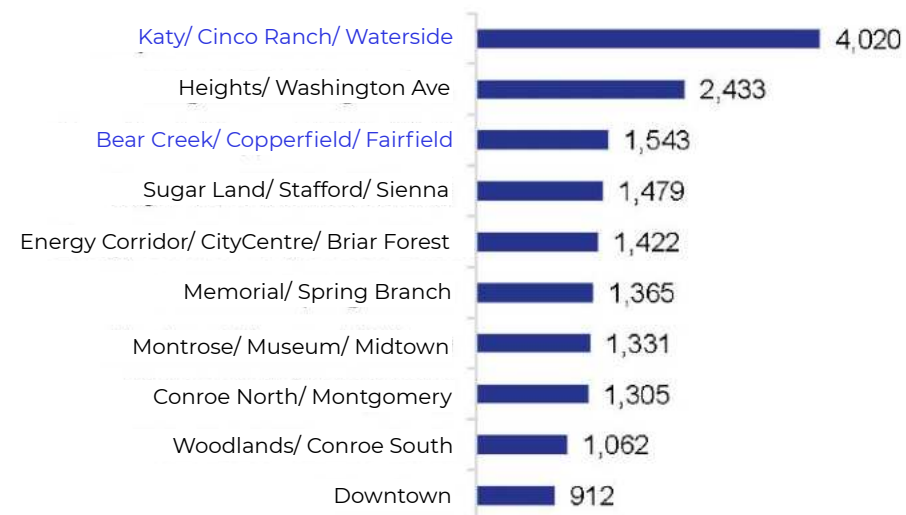 Katy/ Cinco Ranch/ Waterside 4,020
Heights/ Washington Ave 2,433
Bear Creek/ Copperfield/ Fairfield 1,543
Sugar Land/ Stafford/ Sienna 1,479
Energy Corridor/ CityCentre/ Briar Forest 1,422
Memorial/ Spring Branch 1,365
Montrose/ Museum/ Midtown 1,331
Conroe North/ Montgomery 1,305
Woodlands/ Conroe South 1,062
Downtown 912